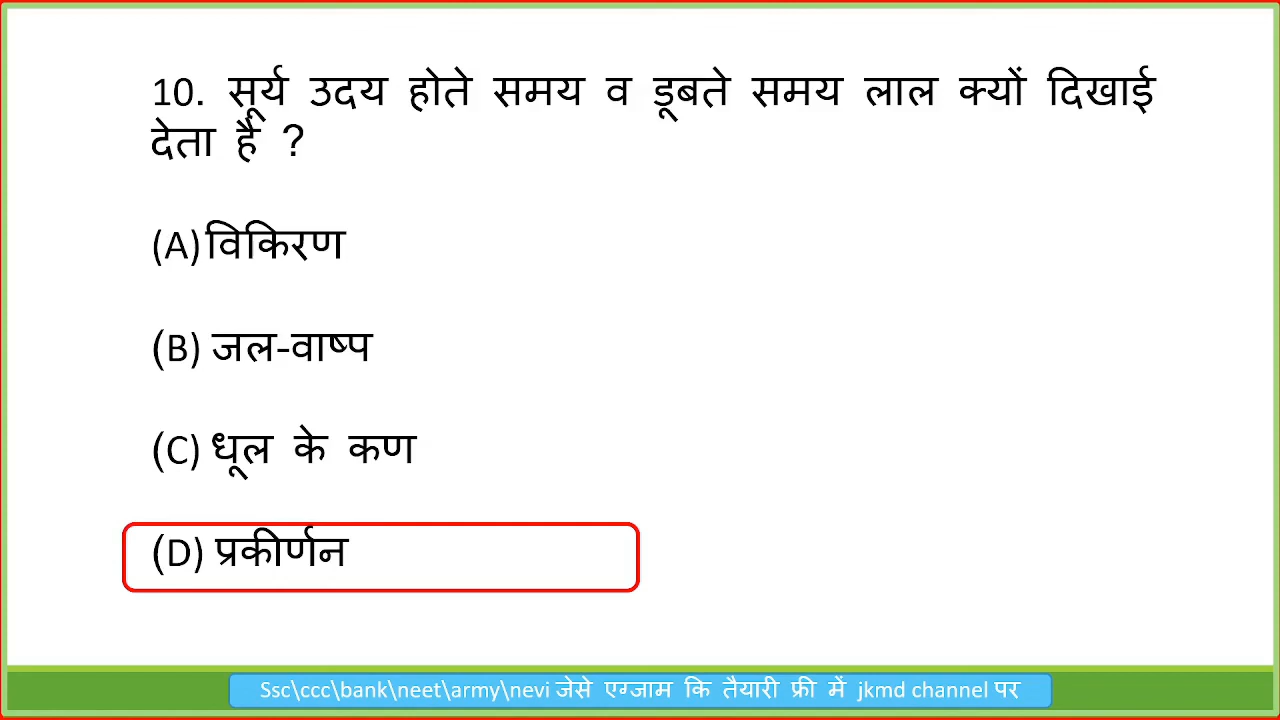 10. सूर्य उदय होते समय व डूबते समय लाल क्यों दिखाई
देता है ?
(A)विकिरण
(B) जल-वाष्प
(C) धूल के कण
(D) प्रकीर्णन
Ssc\ccc\bank\neet\army\nevi जेसे एग्जाम कि तैयारी फ्री में jkmd channel पर